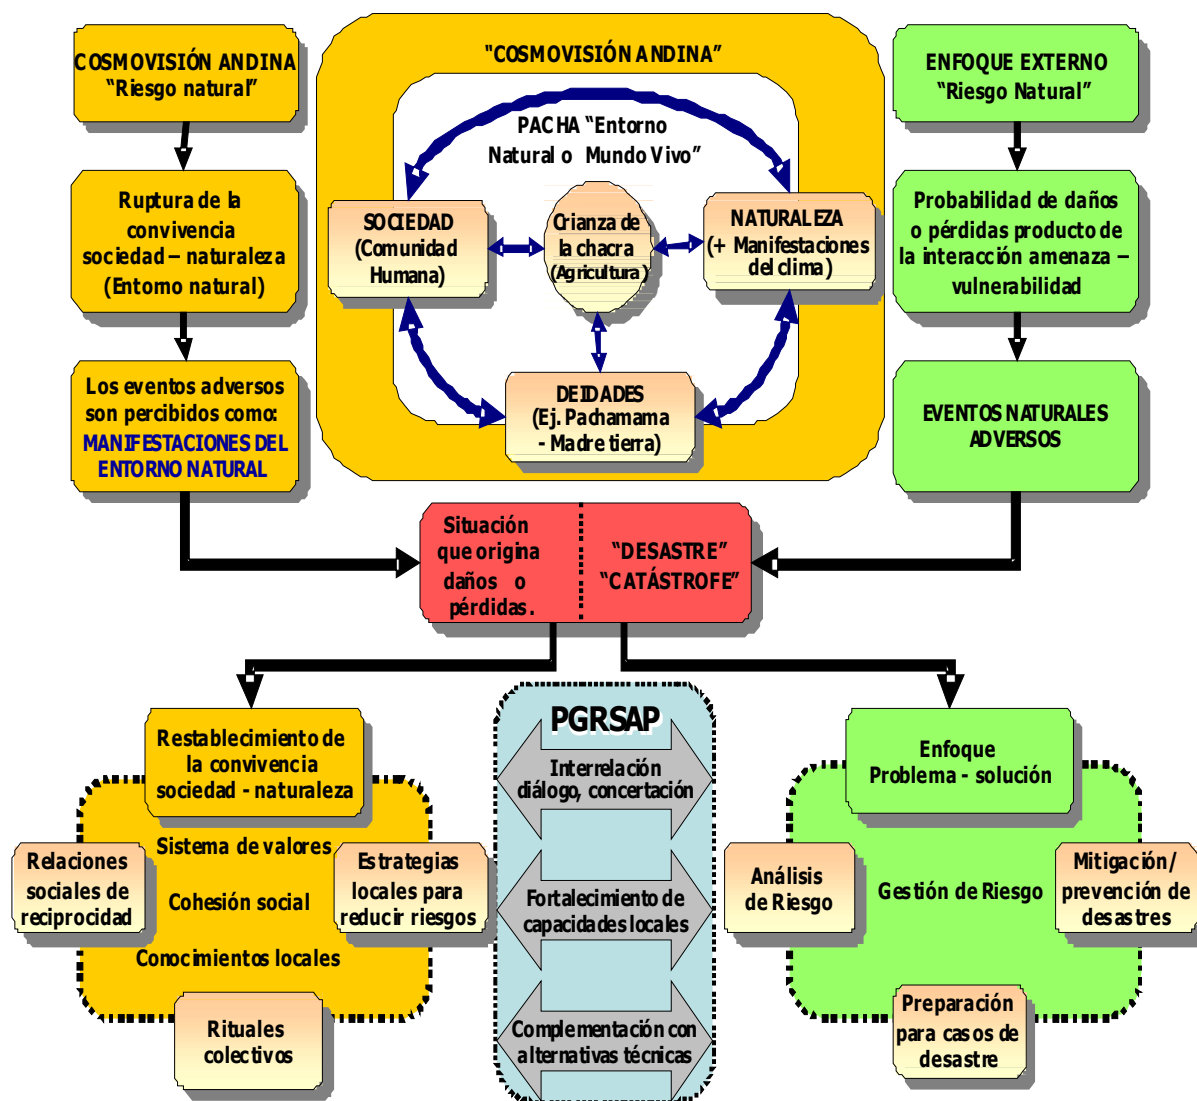 COSMOVISIÓN ANDINA
“Riesgo natural”
“COSMOVISIÓN ANDINA”
ENFOQUE EXTERNO
“Riesgo Natural”
PACHA “Entorno
Natural o Mundo Vivo”
Ruptura de la
convivencia
sociedad – naturaleza
(Entorno natural)
SOCIEDAD
(Comunidad
Humana)
Crianza de
la chacra
(Agricultura)
NATURALEZA
(+ Manifestaciones
del clima)
Probabilidad de daños
o pérdidas producto de
la interacción amenaza –
vulnerabilidad
Los eventos adversos
son percibidos como:
MANIFESTACIONES DEL
ENTORNO NATURAL
DEIDADES
(Ej. Pachamama
- Madre tierra)
EVENTOS NATURALES
ADVERSOS
Situación
que origina
daños o
pérdidas.
“DESASTRE”
“CATÁSTROFE”
Restablecimiento de
la convivencia
sociedad - naturaleza
Sistema de valores
Relaciones
sociales de
reciprocidad
Cohesión social
Estrategias
locales para
reducir riesgos
Conocimientos locales
Rituales
colectivos
PGRSAP
Interrelación
diálogo, concertación
Fortalecimiento de
capacidades locales
Complementación con
alternativas técnicas
Enfoque
Problema - solución
Análisis
de Riesgo
Gestión de Riesgo
Mitigación/
prevención de
desastres
Preparación
para casos de
desastre